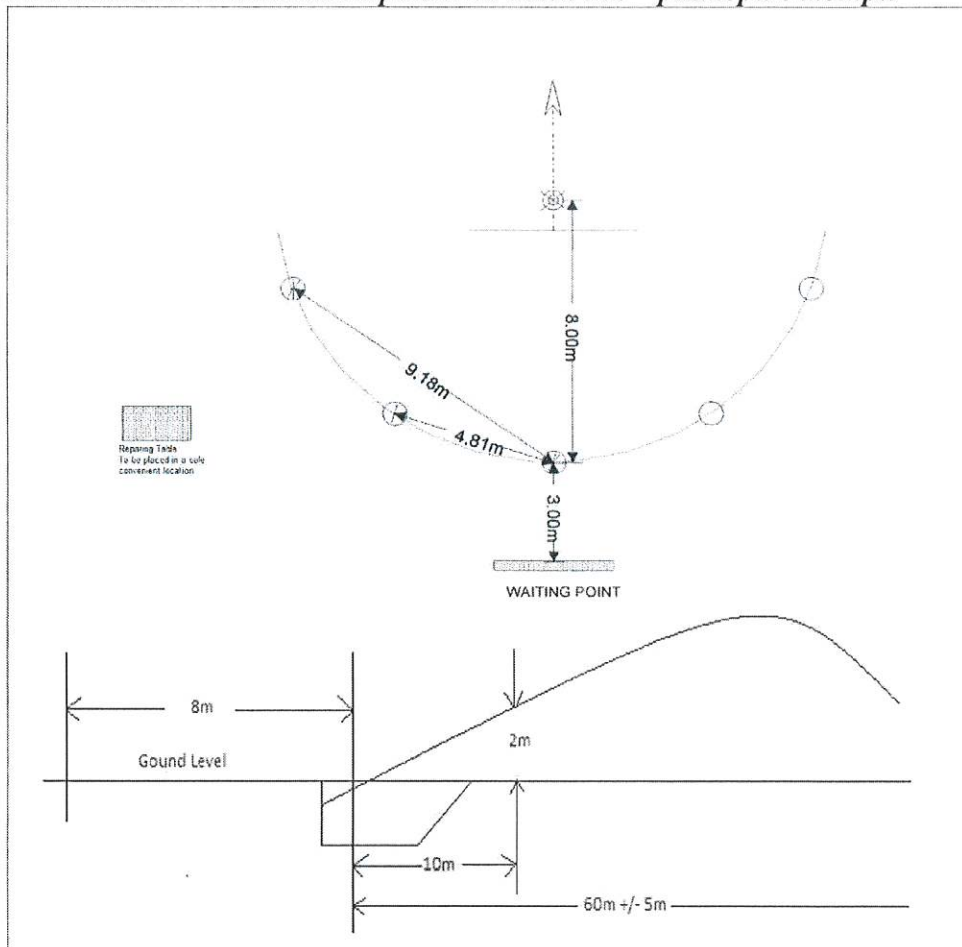 8.00m
9.18m
4.81m
Reparing Table
To be placed in a safe
convenient location
3.00m
WAITING POINT
8m
2m
Gound Level
10m
60m +/- 5m